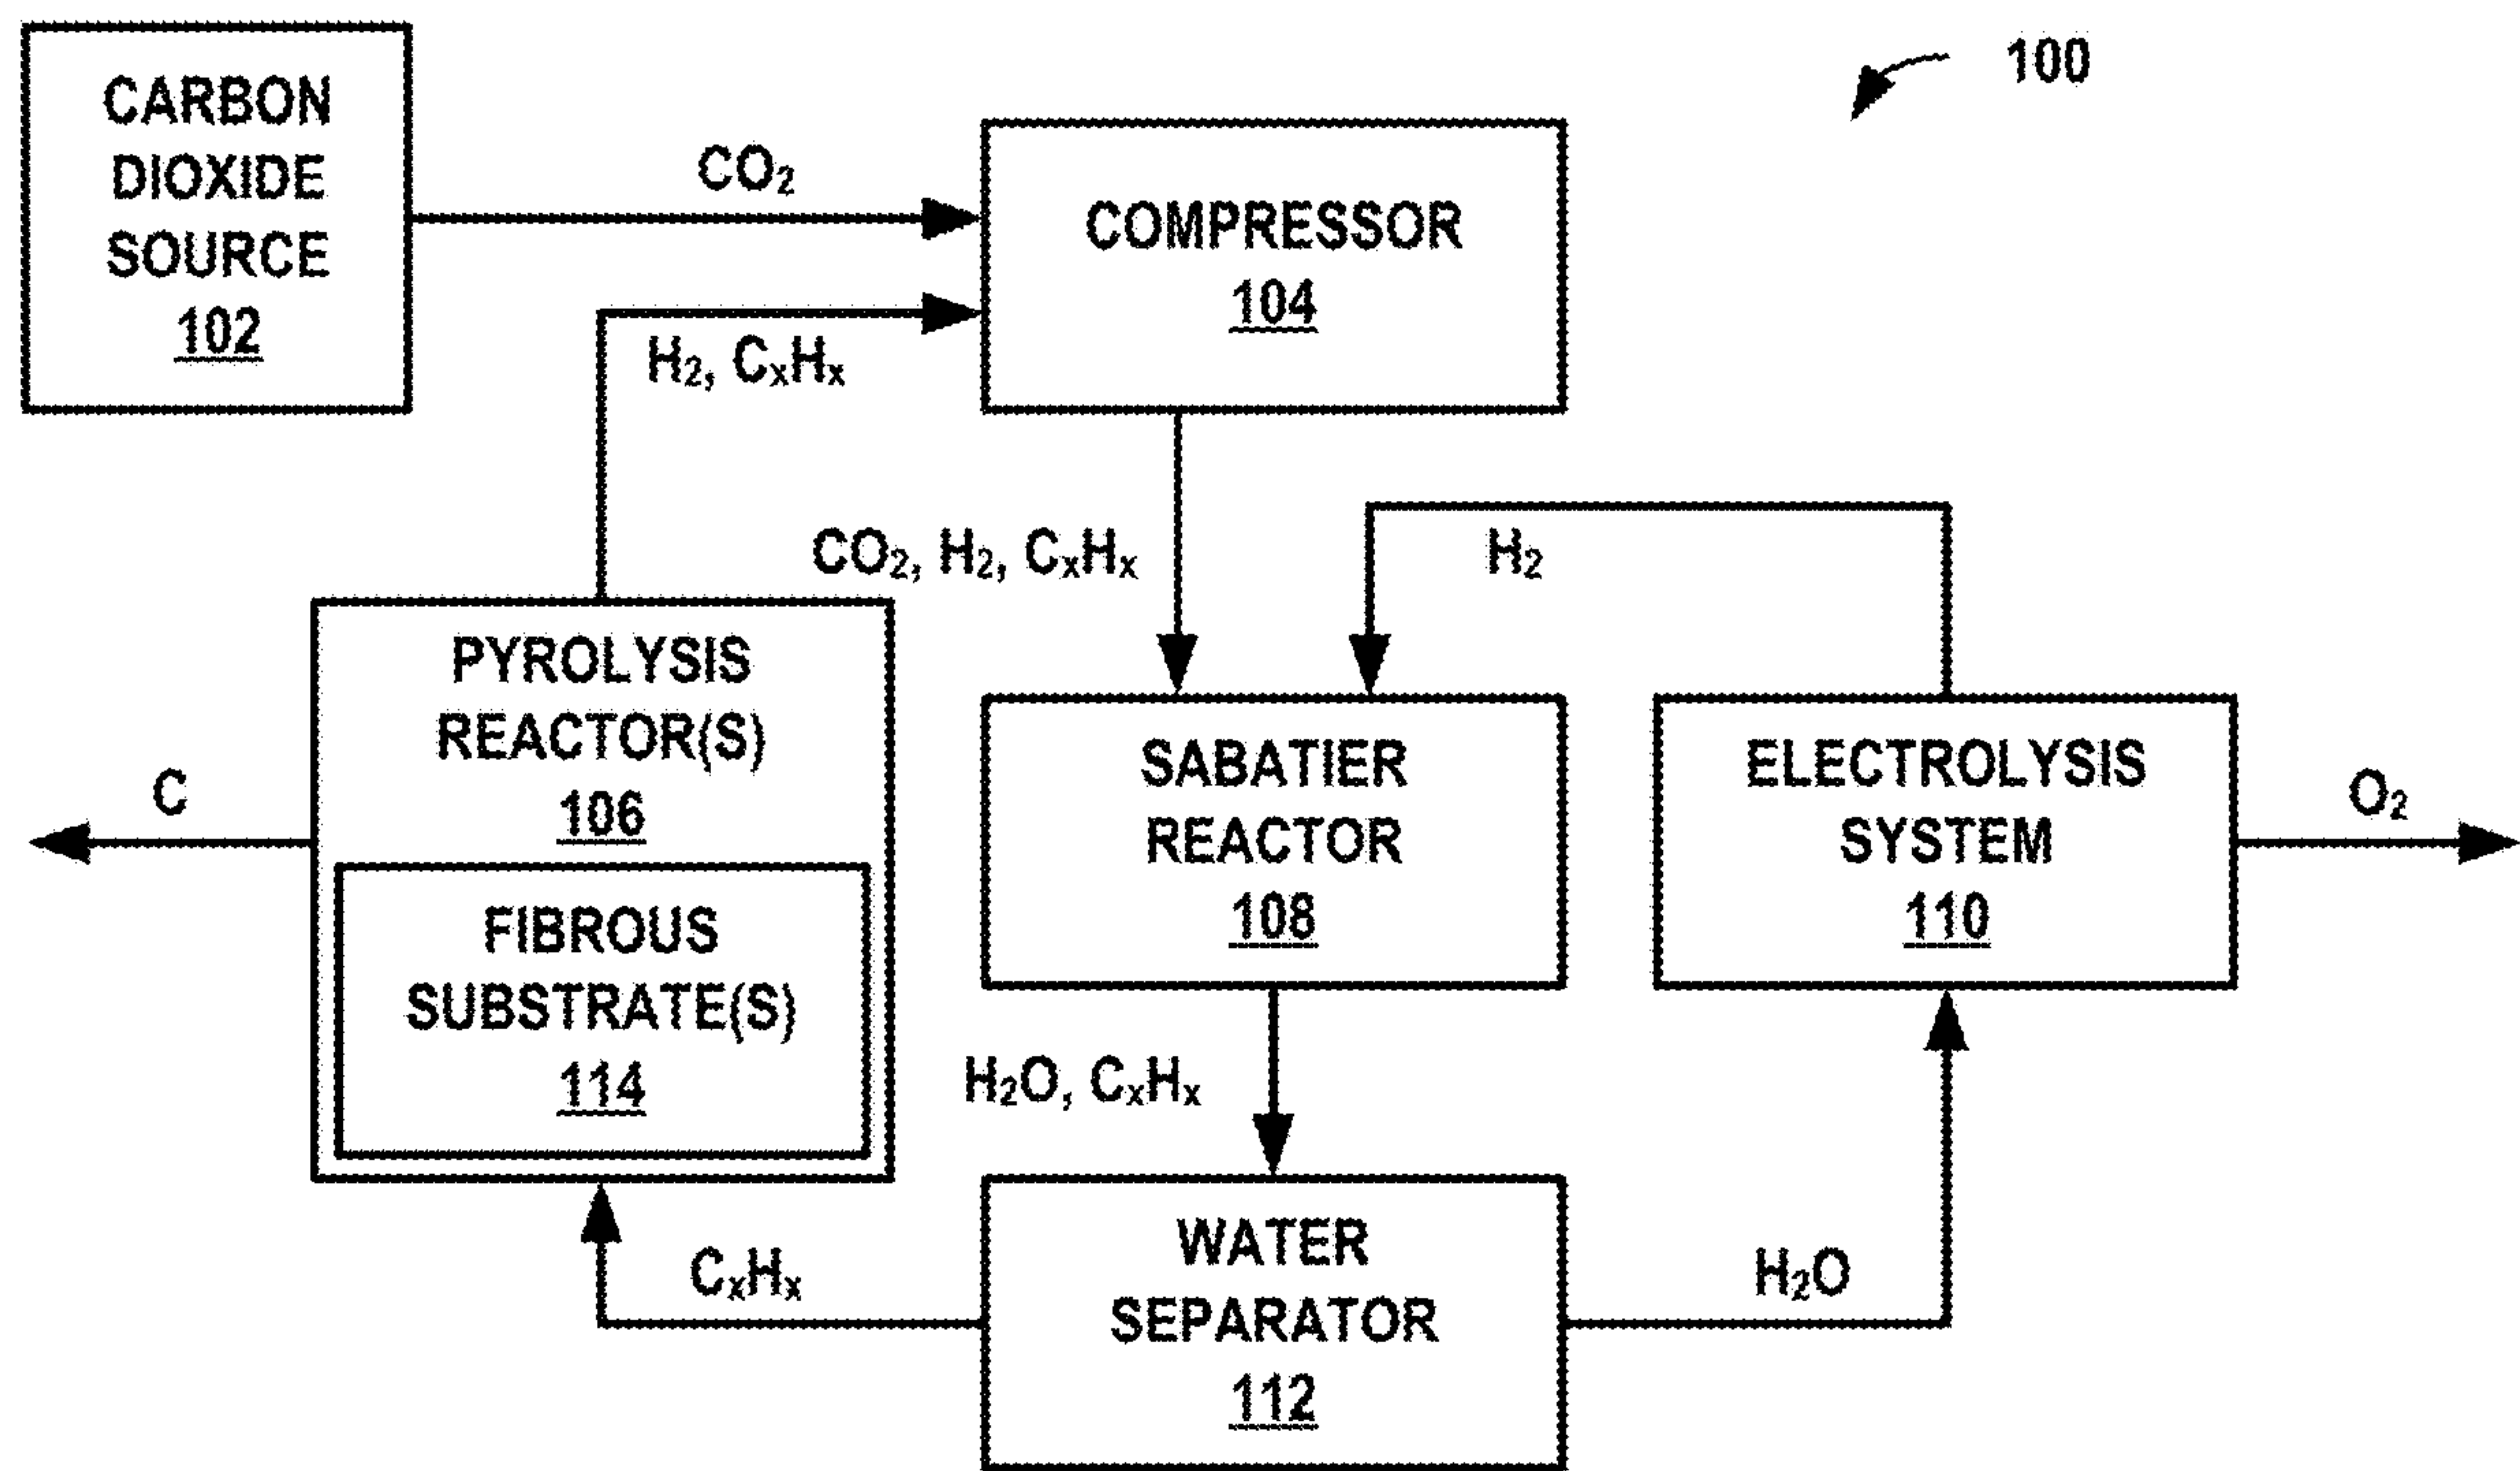 100
CARBON
DIOXIDE
SOURCE
102
CO₂
COMPRESSOR
104
H₂, CₓHₓ
CO₂, H₂, CₓHₓ
H₂
PYROLYSIS
REACTOR(S)
106
C
FIBROUS
SUBSTRATE(S)
114
SABATIER
REACTOR
108
ELECTROLYSIS
SYSTEM
110
O₂
H₂O, CₓHₓ
CₓHₓ
WATER
SEPARATOR
112
H₂O